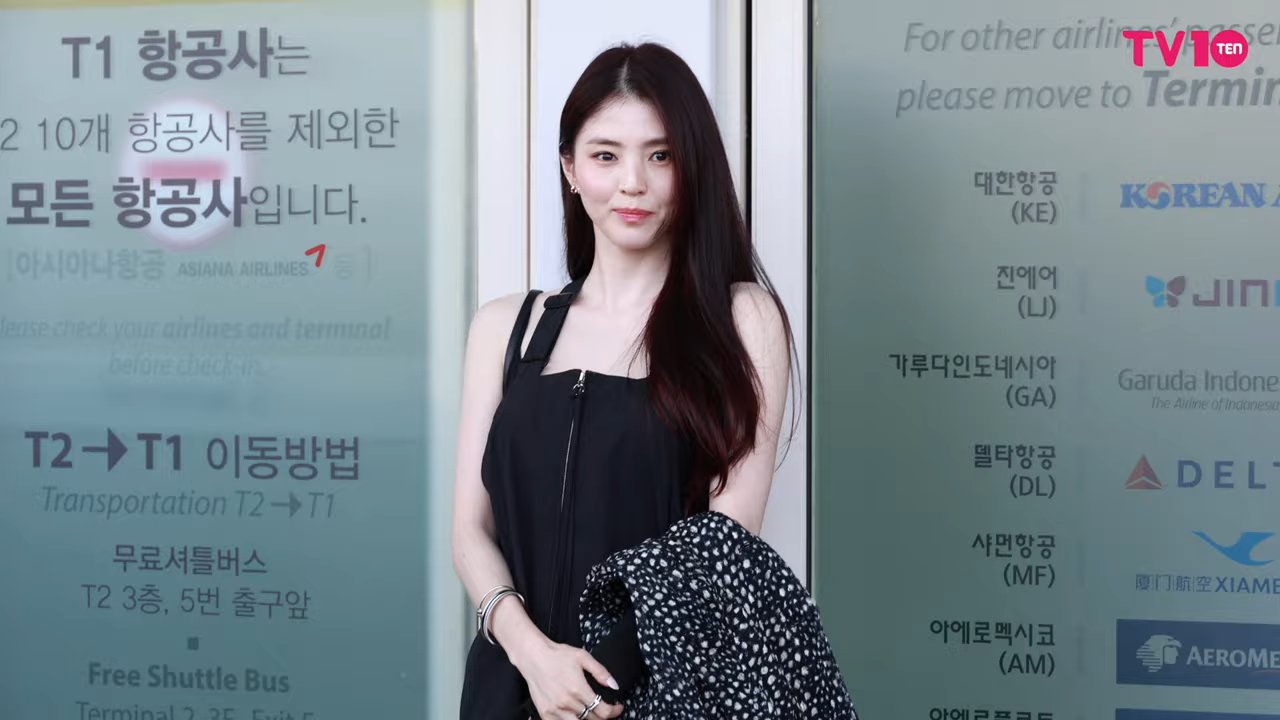 T1 항공사는
2 10개 항공사를 제외한
모든 항공사입니다.
[아시아나항공 ASIANA AIRLINES 등]
lease check your airlines and terminal
before check-in.
T2→T1 이동방법
Transportation T2→T1
무료셔틀버스
T2 3층, 5번 출구앞
Free Shuttle Bus
For other airlines' passe
please move to Termin
TV10 TEN
대한항공
(KE)
KOREAN A
진에어
(LJ)
JIN
가루다인도네시아
(GA)
Garuda Indone
The Airline of Indonesia
델타항공
(DL)
DELT
샤먼항공
(MF)
厦门航空 XIAME
아에로멕시코
(AM)
AEROME